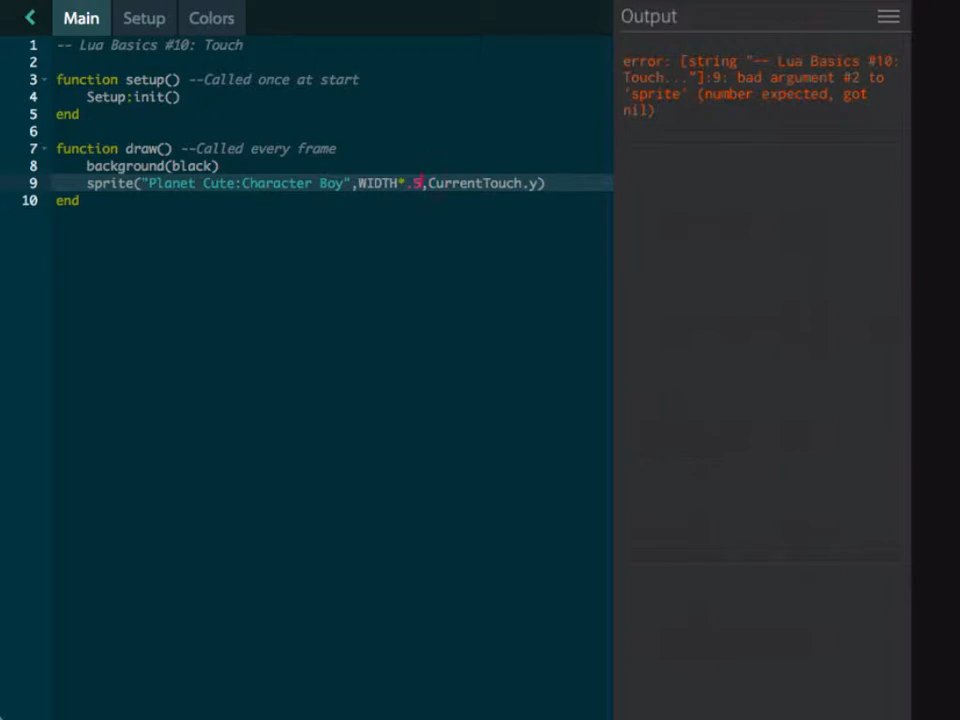 Main Setup Colors
Output
1 -- Lua Basics #10: Touch
2
3 function setup() --Called once at start
4 Setup:init()
5 end
6
7 function draw() --Called every frame
8 background(black)
9 sprite("Planet Cute:Character Boy",WIDTH*.5,CurrentTouch.y)
10 end
error: [string "-- Lua Basics #10:
Touch..."]:9: bad argument #2 to
'sprite' (number expected, got
nil)